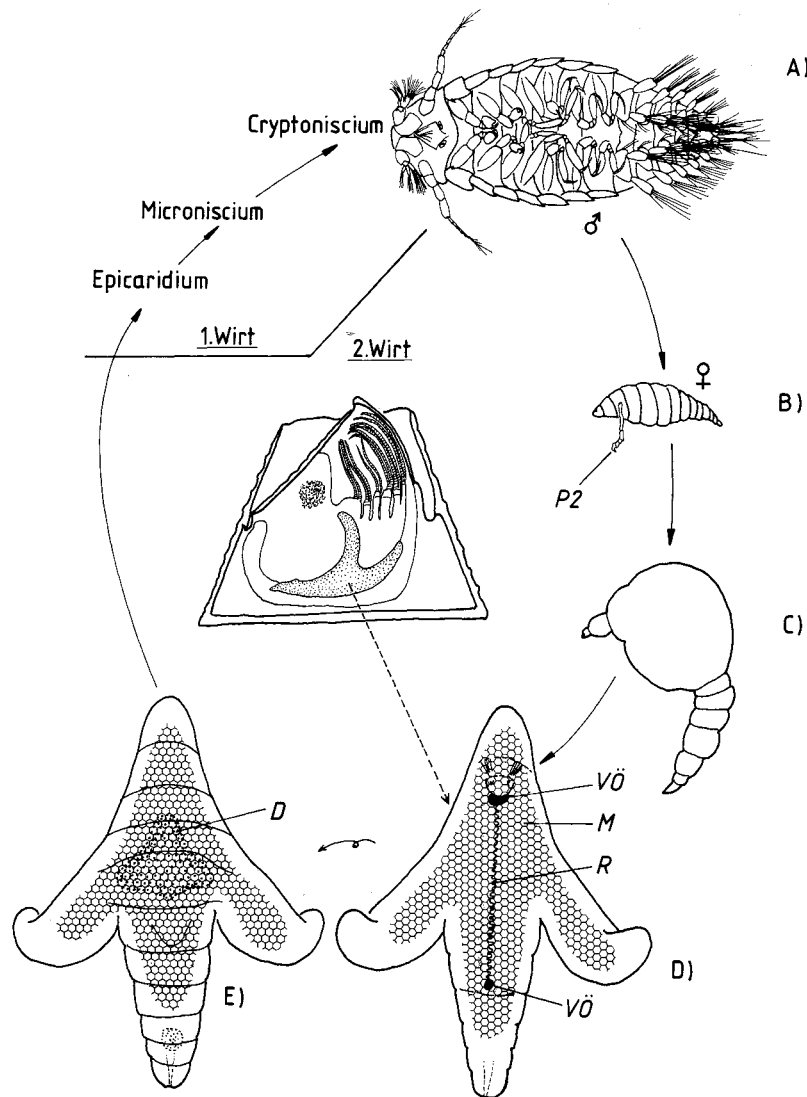 A)
Cryptoniscium
Microniscium
♂
Epicaridium
1.Wirt
2.Wirt
♀
B)
P2
C)
VÖ
D
M
R
D)
E)
VÖ